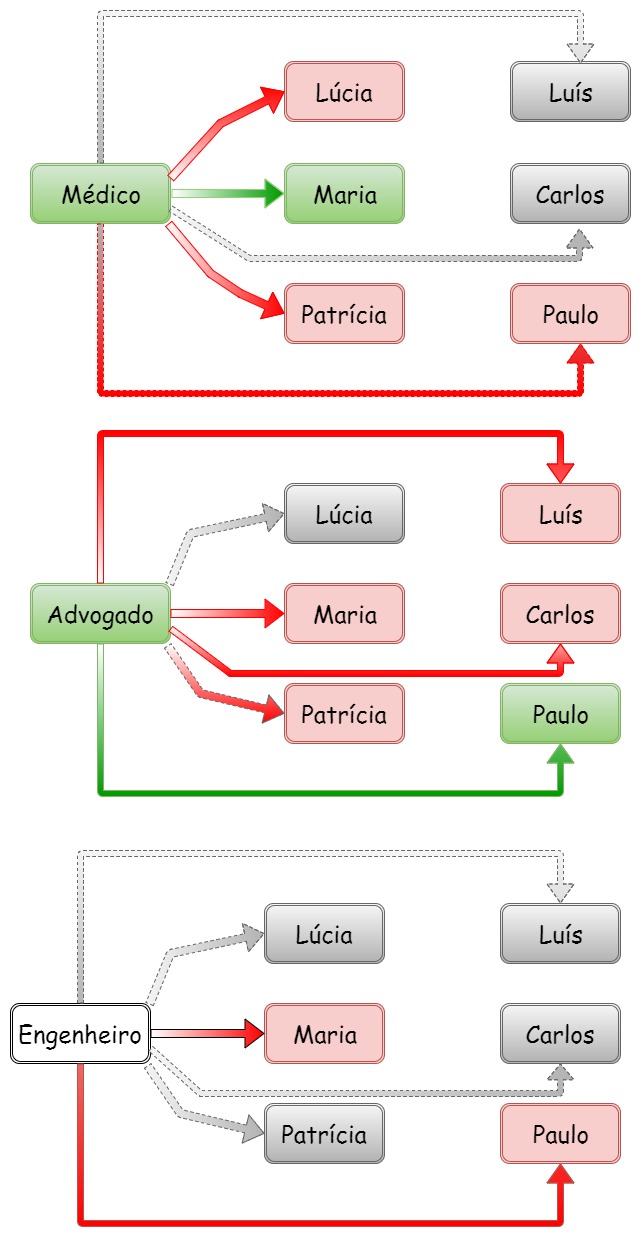 Lúcia
Luís
Médico
Maria
Carlos
Patrícia
Paulo
Lúcia
Luís
Advogado
Maria
Carlos
Patrícia
Paulo
Lúcia
Luís
Engenheiro
Maria
Carlos
Patrícia
Paulo